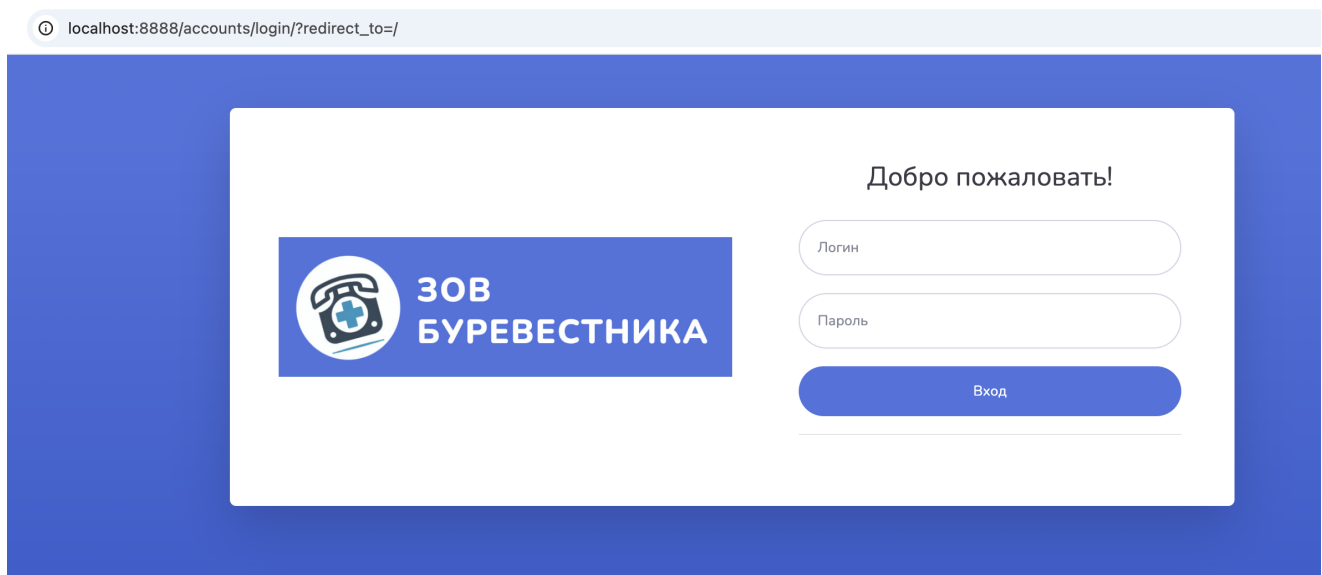 localhost:8888/accounts/login/?redirect_to=/
Добро пожаловать!
Логин
ЗОВ
БУРЕВЕСТНИКА
Пароль
Вход